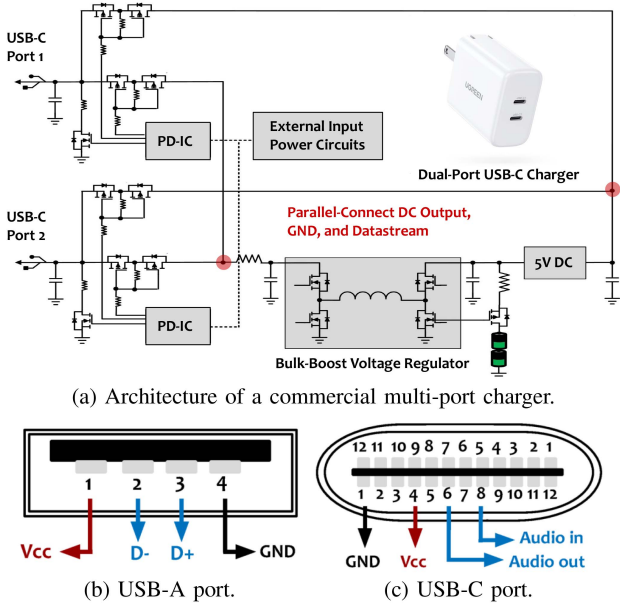 USB-C
Port 1
PD-IC
External Input
Power Circuits
UGREEN
Dual-Port USB-C Charger
USB-C
Port 2
Parallel-Connect DC Output,
GND, and Datastream
5V DC
PD-IC
Bulk-Boost Voltage Regulator
(a) Architecture of a commercial multi-port charger.
1 2 3 4
Vcc D- D+ GND
(b) USB-A port.
12 11 10 9 8 7 6 5 4 3 2 1
1 2 3 4 5 6 7 8 9 10 11 12
GND Vcc Audio in
Audio out
(c) USB-C port.